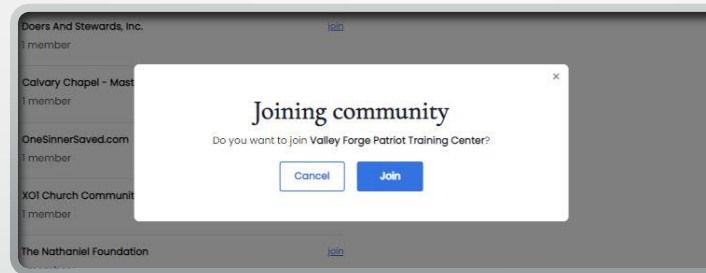 Doers And Stewards, Inc. join
1 member
Calvary Chapel - Mast
1 member
×
Joining community
OneSinnerSaved.com
Do you want to join Valley Forge Patriot Training Center?
1 member
Cancel Join
XO1 Church Communit
1 member
The Nathaniel Foundation join